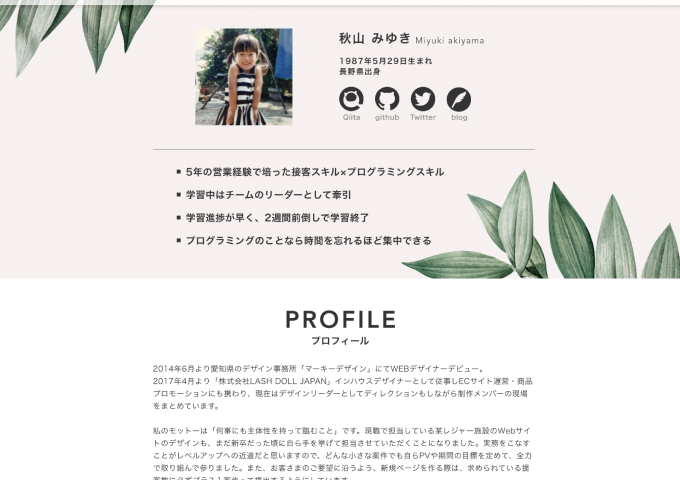 秋山 みゆき Miyuki akiyama
1987年5月29日生まれ
長野県出身
Qiita github Twitter blog
5年の営業経験で培った接客スキル×プログラミングスキル
学習中はチームのリーダーとして牽引
学習進捗が早く、2週間前倒しで学習終了
プログラミングのことなら時間を忘れるほど集中できる
PROFILE
プロフィール
2014年6月より愛知県のデザイン事務所「マーキーデザイン」にてWEBデザイナーデビュー。
2017年4月より「株式会社LASH DOLL JAPAN」インハウスデザイナーとして従事しECサイト運営・商品
プロモーションにも携わり、現在はデザインリーダーとしてディレクションもしながら制作メンバーの現場
をまとめています。
私のモットーは「何事にも主体性を持って臨むこと」です。現職で担当している某レジャー施設のWebサイ
トのデザインも、まだ新卒だった頃に自ら手を挙げて担当させていただくことになりました。実務をこなす
ことがレベルアップへの近道だと思いますので、どんな小さな案件でも自らPVや期間の目標を定めて、全力
で取り組んで参りました。また、お客さまのご要望に沿うよう、新規ページを作る際は、求められている提